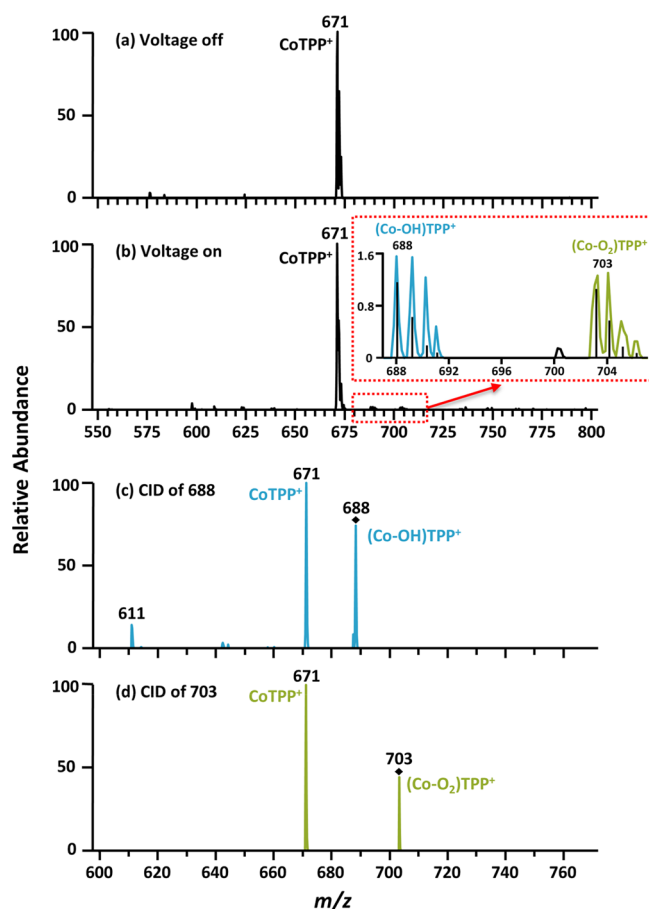 Relative Abundance
671
100
(a) Voltage off
CoTPP⁺
50
0
671
100
(b) Voltage on
CoTPP⁺
50
0
550 575 600 625 650 675 700 725 750 775 800
(Co-OH)TPP⁺
688
(Co-O₂)TPP⁺
703
1.6
0.8
0
688 692 696 700 704
671
100
(c) CID of 688
CoTPP⁺
688
(Co-OH)TPP⁺
50
611
0
671
100
(d) CID of 703
CoTPP⁺
703
(Co-O₂)TPP⁺
50
0
600 620 640 660 680 700 720 740 760
m/z